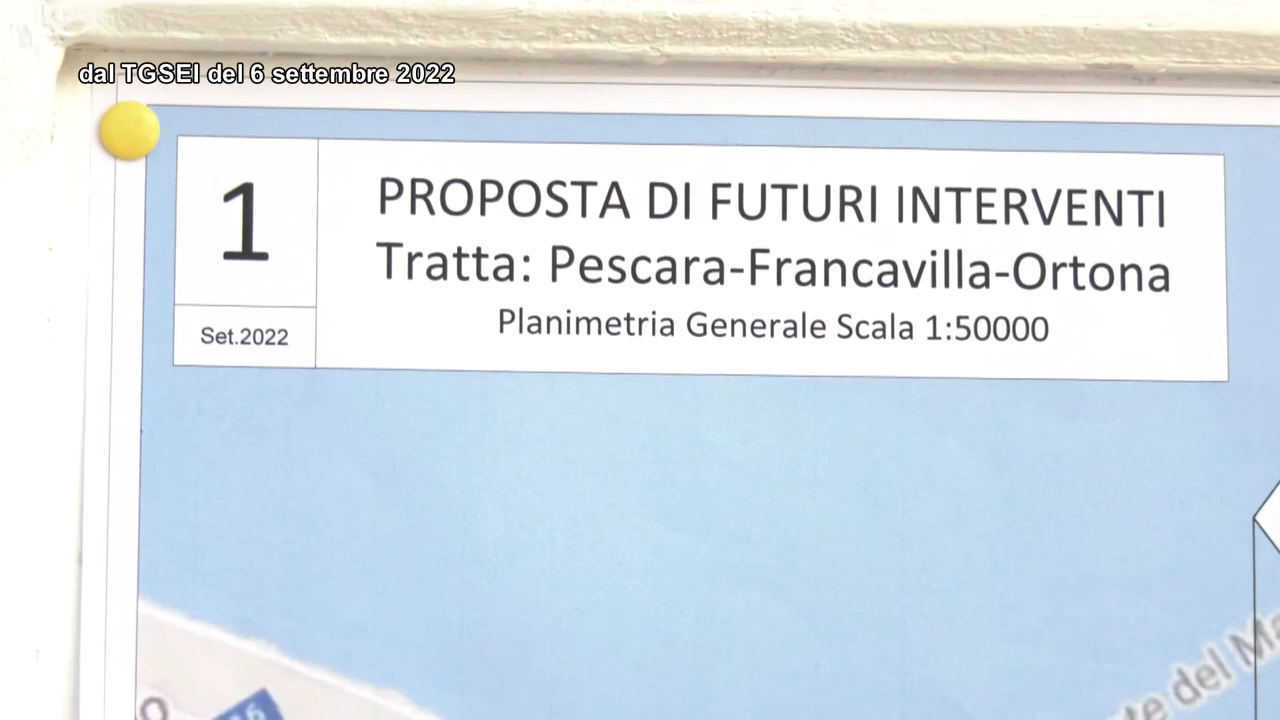 dal TGSEI del 6 settembre 2022
1
PROPOSTA DI FUTURI INTERVENTI
Tratta: Pescara-Francavilla-Ortona
Planimetria Generale Scala 1:50000
Set.2022
del